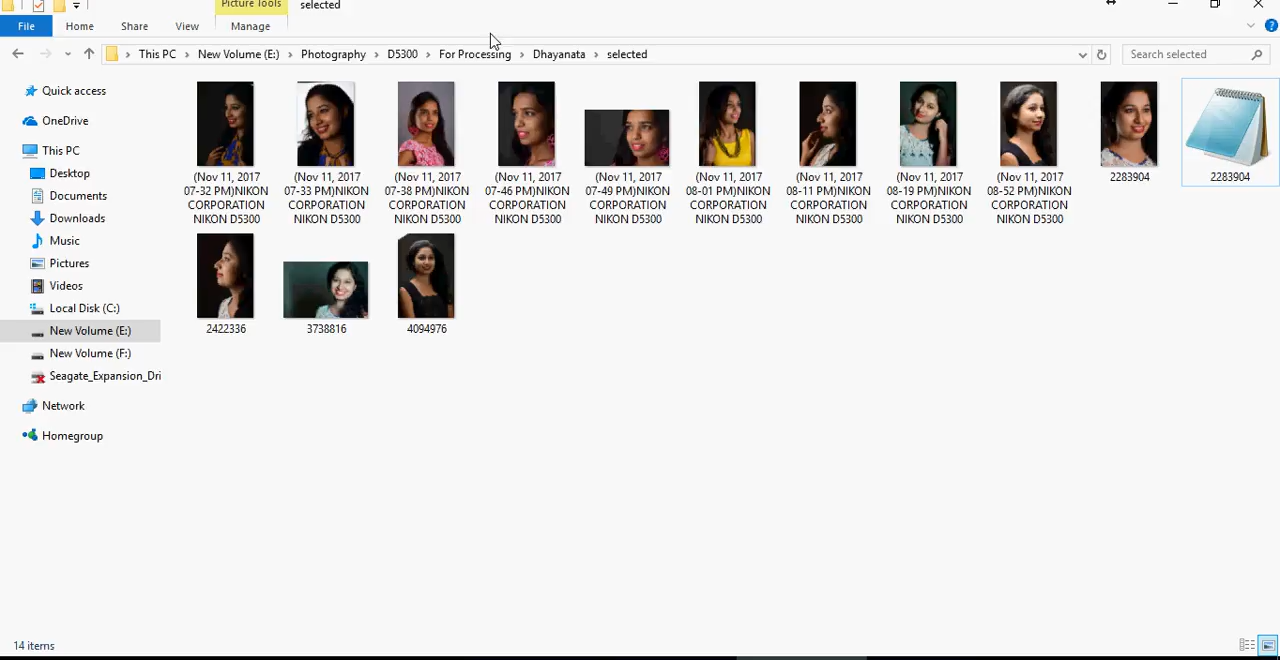 Picture Tools selected
File Home Share View Manage
This PC New Volume (E:) Photography D5300 For Processing Dhayanata selected Search selected
Quick access
OneDrive
This PC
Desktop
Documents
Downloads
Music
Pictures
Videos
Local Disk (C:)
New Volume (E:)
New Volume (F:)
Seagate_Expansion_Dri
Network
Homegroup
(Nov 11, 2017
07-32 PM)NIKON
CORPORATION
NIKON D5300
(Nov 11, 2017
07-33 PM)NIKON
CORPORATION
NIKON D5300
(Nov 11, 2017
07-38 PM)NIKON
CORPORATION
NIKON D5300
(Nov 11, 2017
07-46 PM)NIKON
CORPORATION
NIKON D5300
(Nov 11, 2017
07-49 PM)NIKON
CORPORATION
NIKON D5300
(Nov 11, 2017
08-01 PM)NIKON
CORPORATION
NIKON D5300
(Nov 11, 2017
08-11 PM)NIKON
CORPORATION
NIKON D5300
(Nov 11, 2017
08-19 PM)NIKON
CORPORATION
NIKON D5300
(Nov 11, 2017
08-52 PM)NIKON
CORPORATION
NIKON D5300
2283904
2283904
2422336
3738816
4094976
14 items